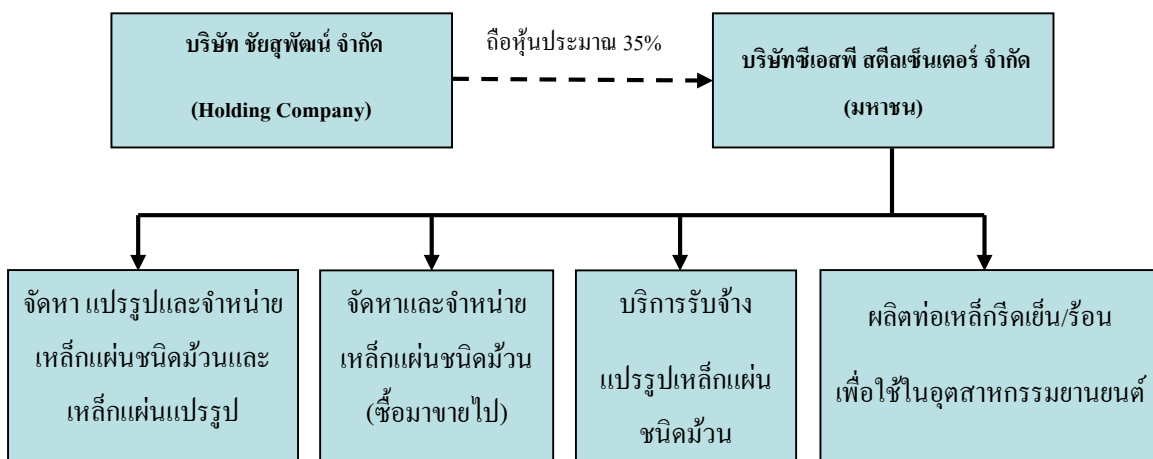 บริษัท ชัยสุพัฒน์ จำกัด
(Holding Company)
ถือหุ้นประมาณ 35%
บริษัทซีเอสพี สตีลเซ็นเตอร์ จำกัด
(มหาชน)
จัดหา แปรรูปและจำหน่าย
เหล็กแผ่นชนิดม้วนและ
เหล็กแผ่นแปรรูป
จัดหาและจำหน่าย
เหล็กแผ่นชนิดม้วน
(ซื้อมาขายไป)
บริการรับจ้าง
แปรรูปเหล็กแผ่น
ชนิดม้วน
ผลิตท่อเหล็กรีดเย็น/ร้อน
เพื่อใช้ในอุตสาหกรรมยานยนต์